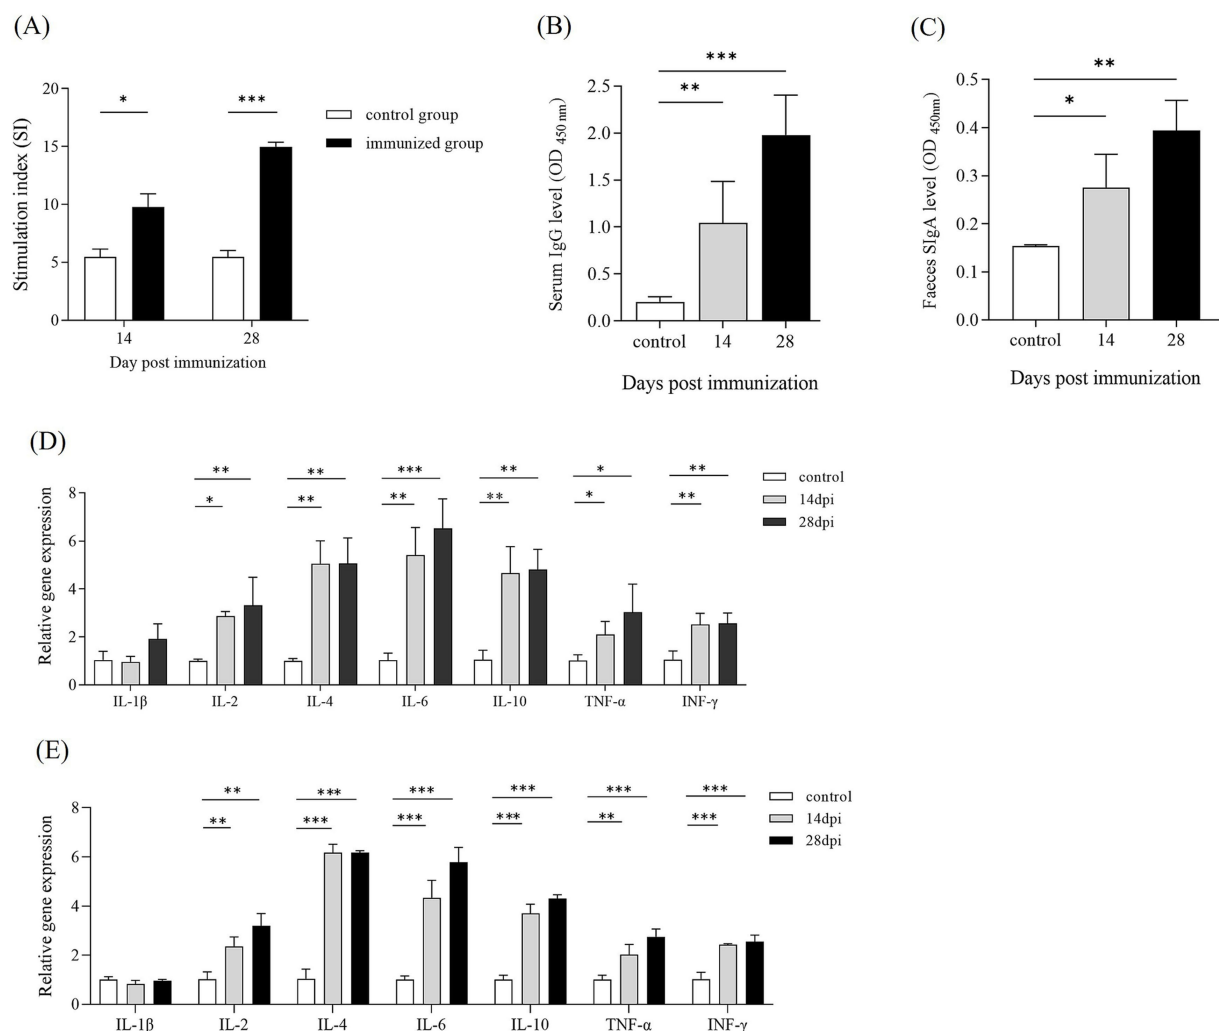 (A)
Stimulation index (SI)
20
15
10
5
0
*
***
14
28
Day post immunization
control group
immunized group
(B)
Serum IgG level (OD 450 nm)
2.5
2.0
1.5
1.0
0.5
0.0
***
**
control
14
28
Days post immunization
(C)
Faeces SIgA level (OD 450nm)
0.5
0.4
0.3
0.2
0.1
0.0
**
*
control
14
28
Days post immunization
(D)
Relative gene expression
8
6
4
2
0
** ** *** ** * **
* ** ** ** * **
control
14dpi
28dpi
IL-1β IL-2 IL-4 IL-6 IL-10 TNF-α INF-γ
(E)
Relative gene expression
8
6
4
2
0
** *** *** *** *** ***
** *** *** *** ** ***
control
14dpi
28dpi
IL-1β IL-2 IL-4 IL-6 IL-10 TNF-α INF-γ